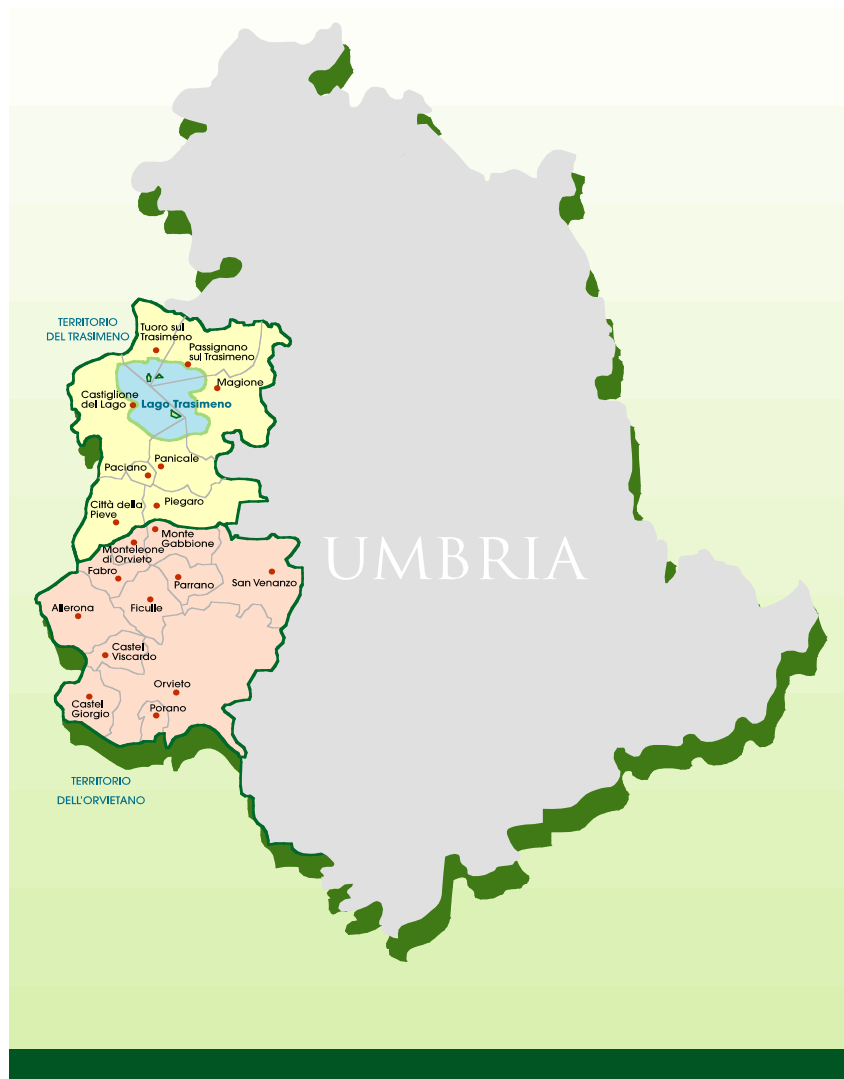 TERRITORIO
DEL TRASIMENO
Tuoro sul
Trasimeno
Passignano
sul Trasimeno
Magione
Castiglione
del Lago
Lago Trasimeno
Panicale
Paciano
Piegaro
Città della
Pieve
Monte
Gabbione
Monteleone
di Orvieto
Fabro
Parrano
San Venanzo
Allerona
Ficulle
Castel
Viscardo
Orvieto
Castel
Giorgio
Porano
UMBRIA
TERRITORIO
DELL'ORVIETANO